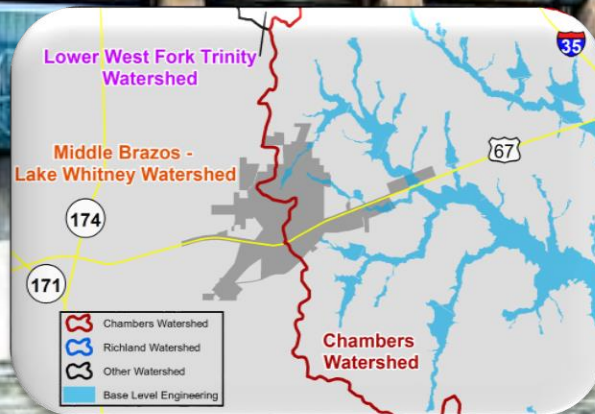 Lower West Fork Trinity
Watershed
35
Middle Brazos -
Lake Whitney Watershed
67
174
171
Chambers Watershed
Richland Watershed
Other Watershed
Base Level Engineering
Chambers
Watershed